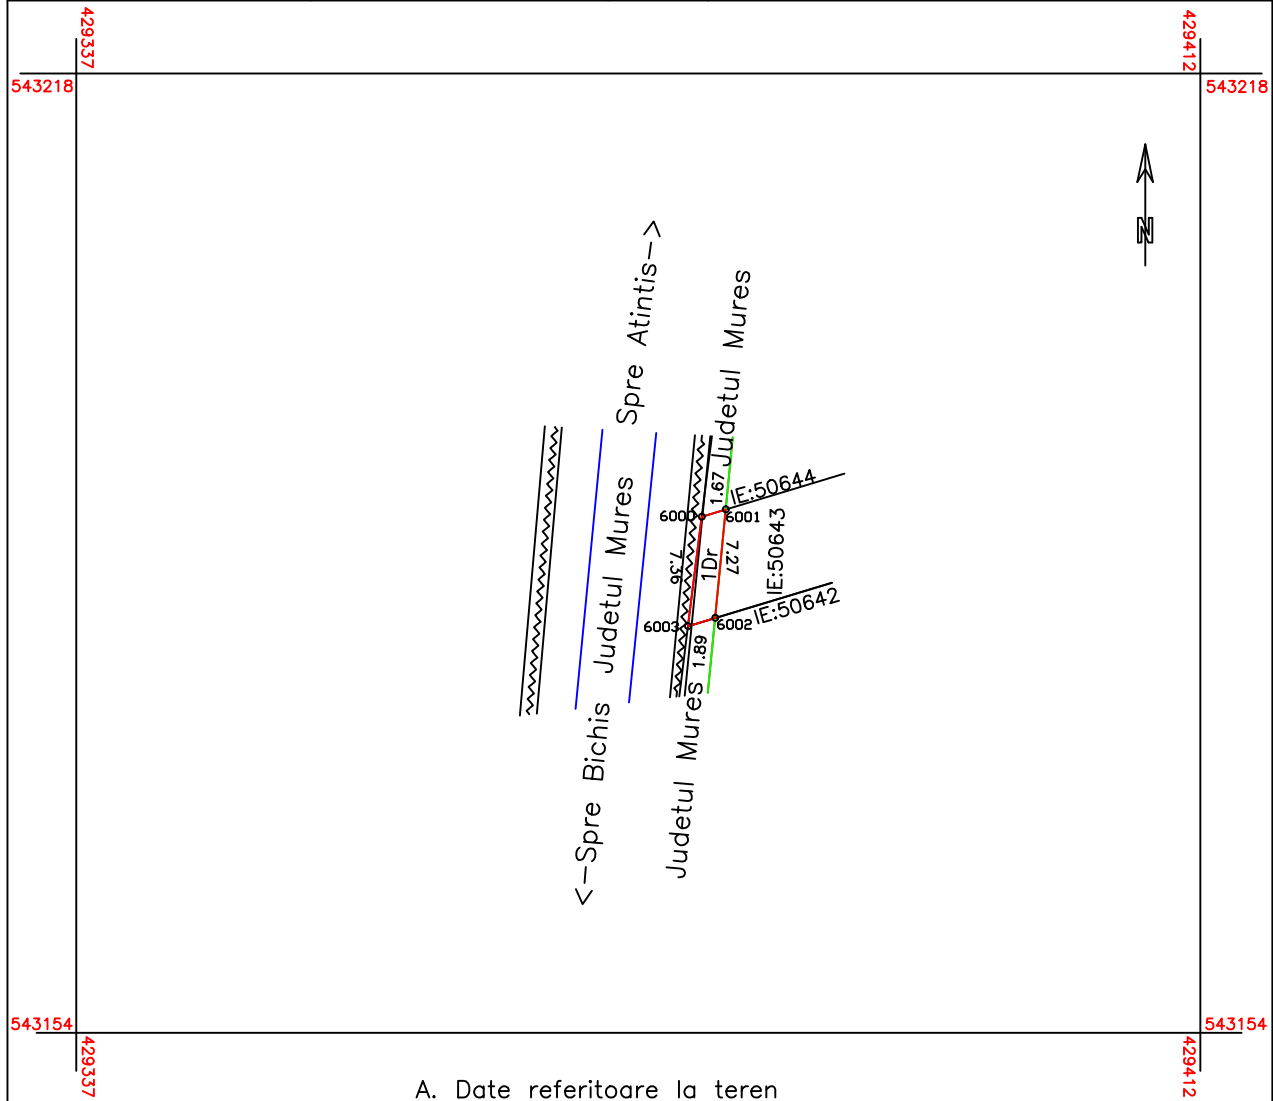 429337
429412
543218
543218
N
Spre Atintis-->
Judetul Mures
IE:50644
1.67
6000
6001
IE:50643
7.36
1Dr
7.27
Judetul Mures
IE:50642
6003
6002
1.89
<-Spre Bichis
Judetul Mures
543154
543154
429337
429412
A. Date referitoare la teren